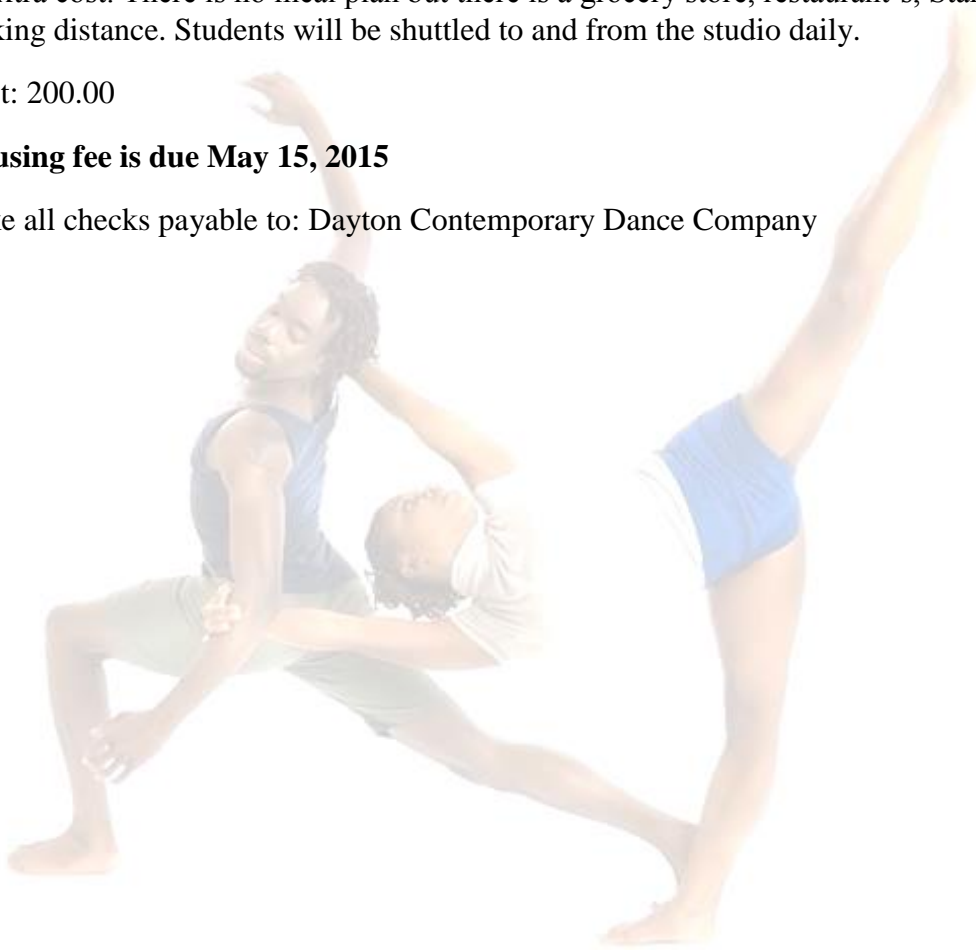 cost. There is no meal plan but there is a grocery store, restaurant's,
king distance. Students will be shuttled to and from the studio daily.
t: 200.00
using fee is due May 15, 2015
e all checks payable to: Dayton Contemporary Dance Company